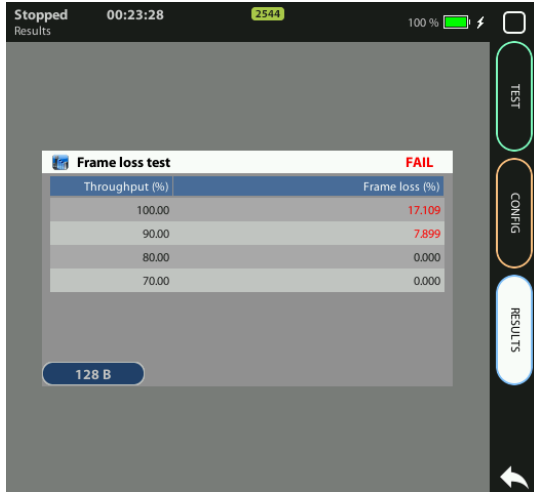 Stopped 00:23:28 2544 100 %
Results
TEST
CONFIG
RESULTS
Frame loss test FAIL
Throughput (%) Frame loss (%)
100.00 17.109
90.00 7.899
80.00 0.000
70.00 0.000
128 B